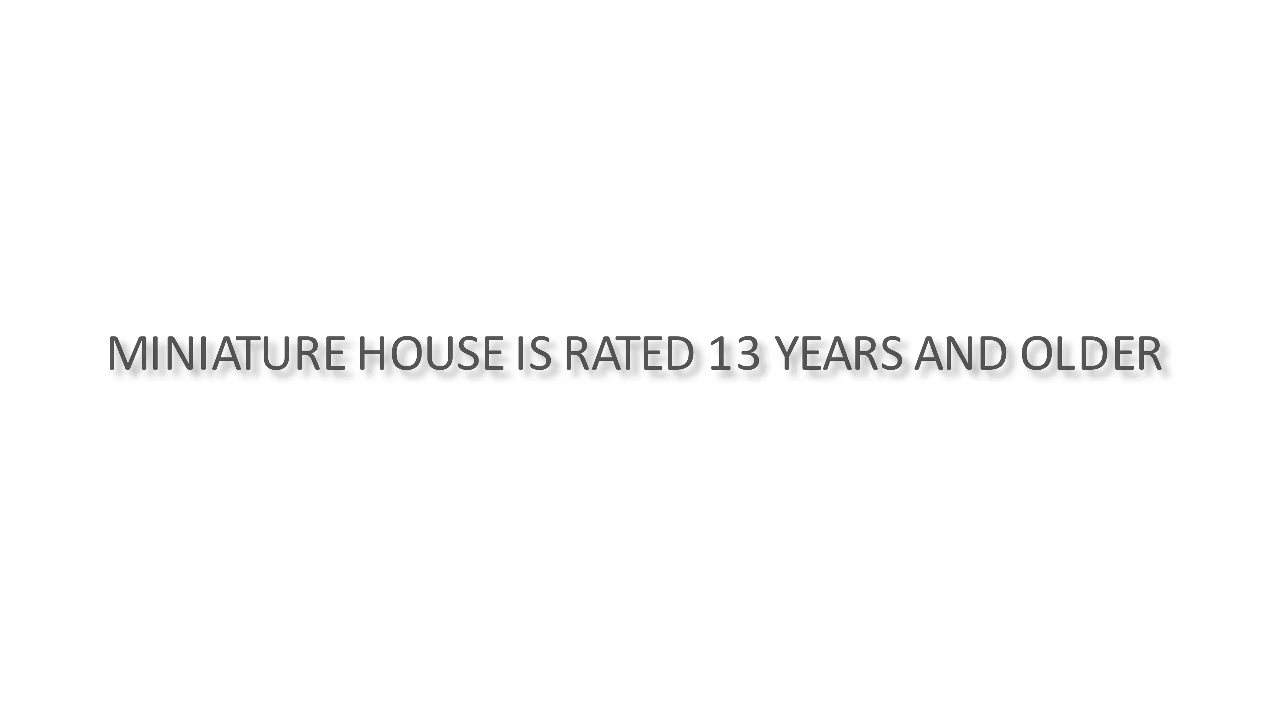 MINIATURE HOUSE IS RATED 13 YEARS AND OLDER